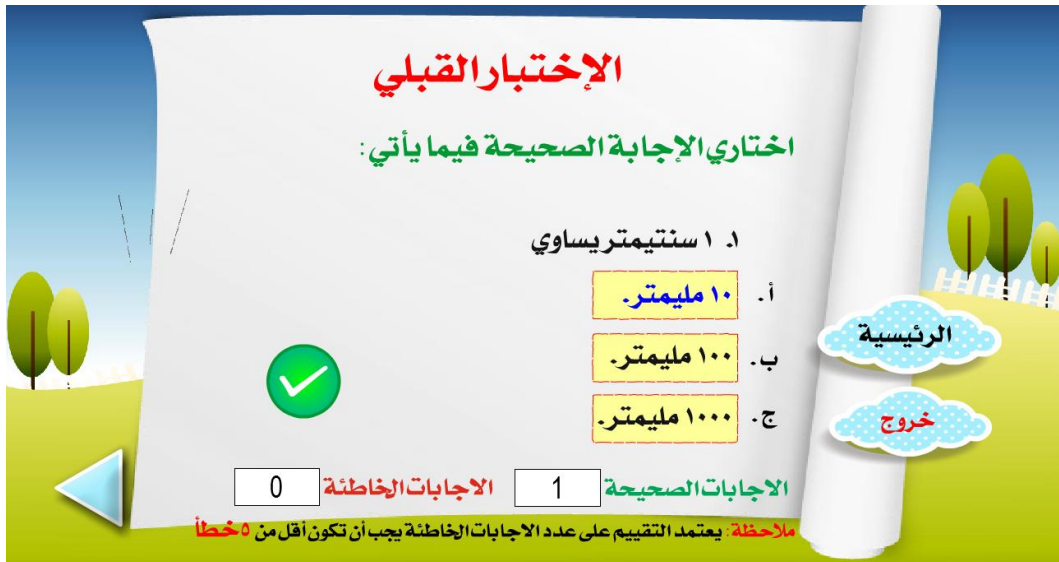 الإختبار القبلي
اختاري الإجابة الصحيحة فيما يأتي:
١. ١ سنتيمتر يساوي
أ. ١٠ مليمتر.
ب. ١٠٠ مليمتر.
ج. ١٠٠٠ مليمتر.
الرئيسية
خروج
الاجابات الصحيحة 1 الاجابات الخاطئة 0
ملاحظة: يعتمد التقييم على عدد الاجابات الخاطئة يجب أن تكون أقل من ٥ خطأ